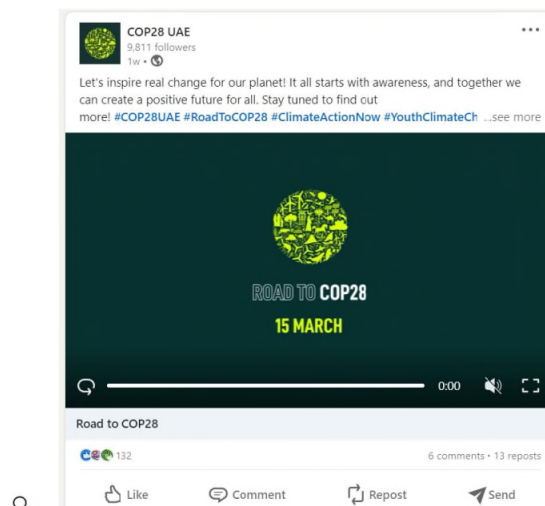 COP28 UAE
9,811 followers
1w •
Let's inspire real change for our planet! It all starts with awareness, and together we
can create a positive future for all. Stay tuned to find out
more! #COP28UAE #RoadToCOP28 #ClimateActionNow #YouthClimateCh ...see more
ROAD TO COP28
15 MARCH
0:00
Road to COP28
132
6 comments • 13 reposts
Like Comment Repost Send